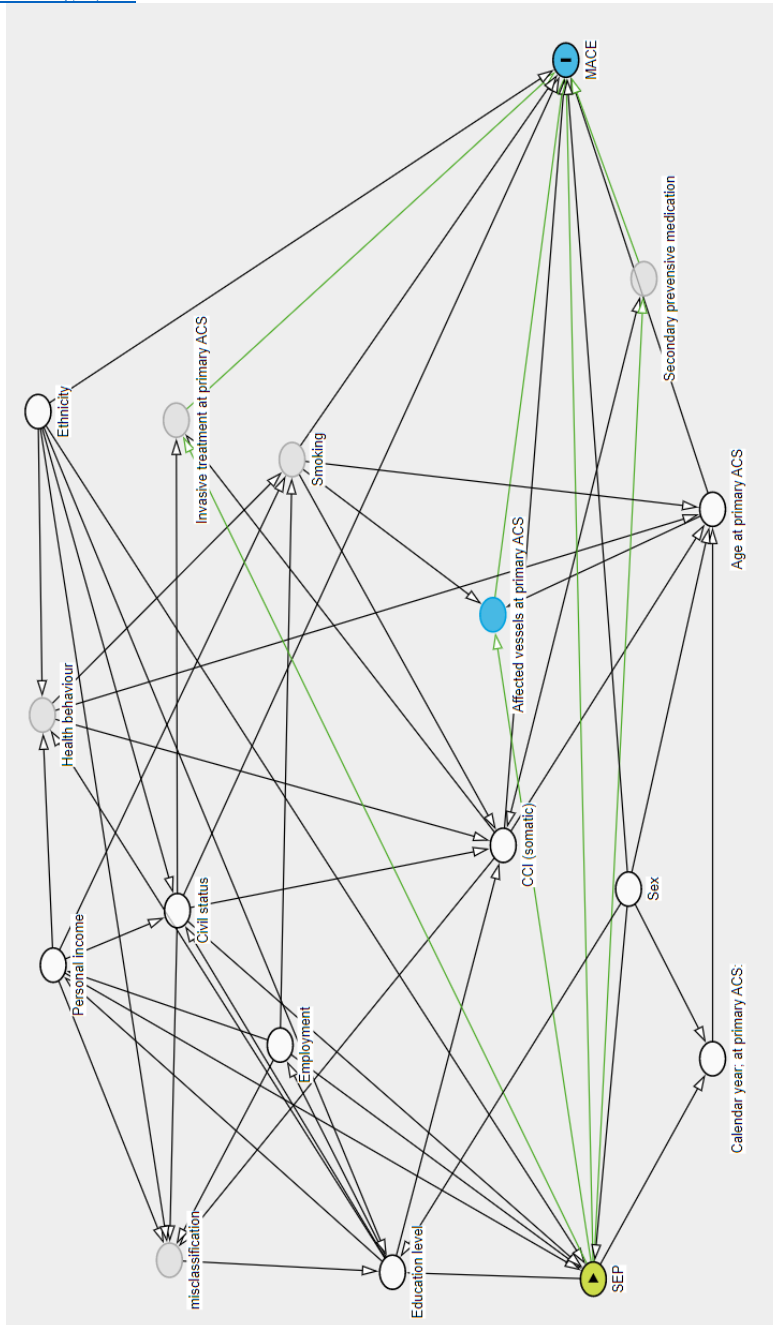 MACE
Secondary prevensive medication
Ethnicity
Invasive treatment at primary ACS
Smoking
Affected vessels at primary ACS
Age at primary ACS
Health behaviour
CCI (somatic)
Civil status
Sex
Personal income
Employment
Calendar year; at primary ACS:
misclassification
Education level
SEP